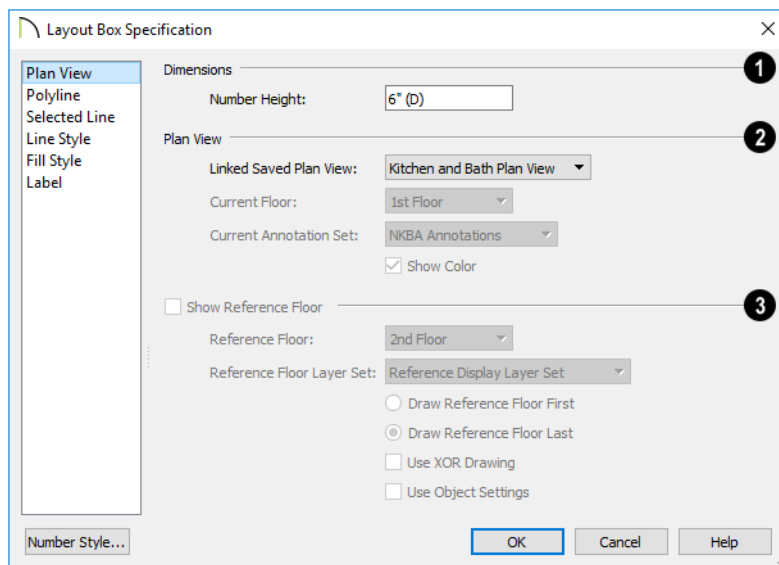 Layout Box Specification
Plan View
Polyline
Selected Line
Line Style
Fill Style
Label
Dimensions 1
Number Height: 6" (D)
Plan View 2
Linked Saved Plan View: Kitchen and Bath Plan View
Current Floor: 1st Floor
Current Annotation Set: NKBA Annotations
Show Color
Show Reference Floor 3
Reference Floor: 2nd Floor
Reference Floor Layer Set: Reference Display Layer Set
Draw Reference Floor First
Draw Reference Floor Last
Use XOR Drawing
Use Object Settings
Number Style... OK Cancel Help